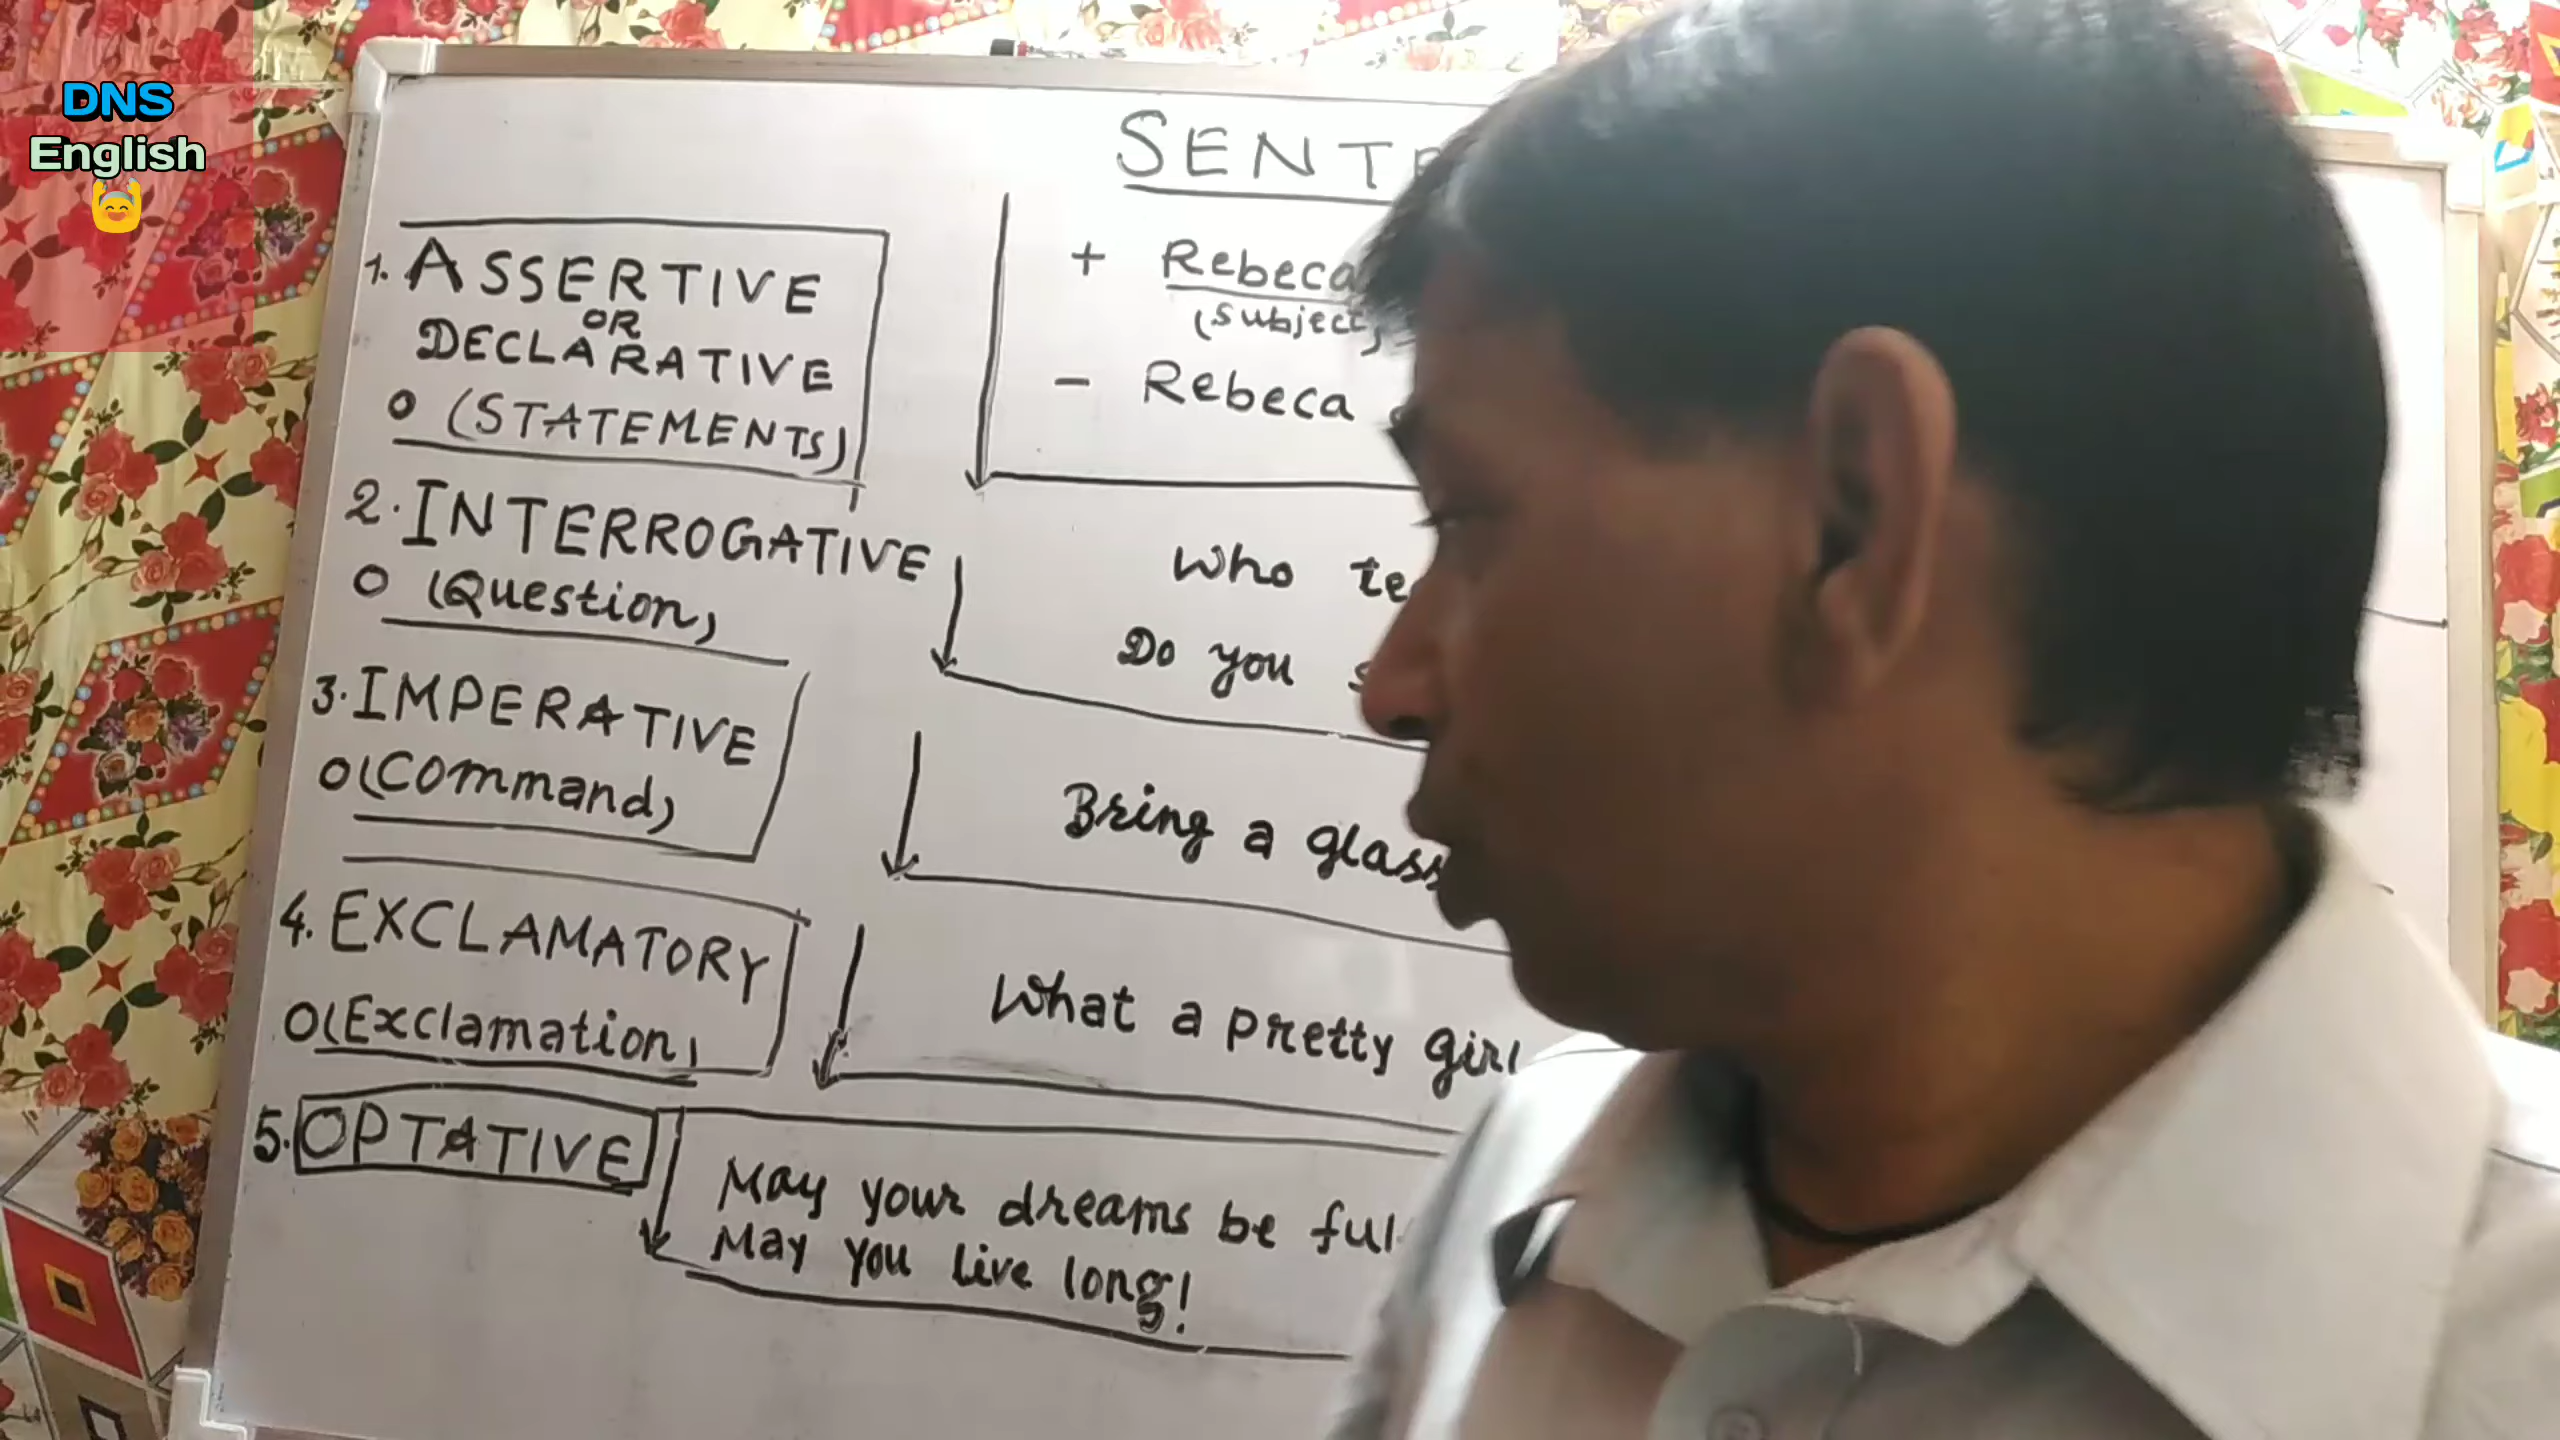 DNS
English
SENT
1. ASSERTIVE
OR
DECLARATIVE
O (STATEMENTS)
+ Rebeca
(Subject)
- Rebeca
2. INTERROGATIVE
O (Question)
Who
Do you
3. IMPERATIVE
O (Command)
Bring a glass
4. EXCLAMATORY
O (Exclamation)
What a pretty girl
5. OPTATIVE
May your dreams be ful
May you live long!